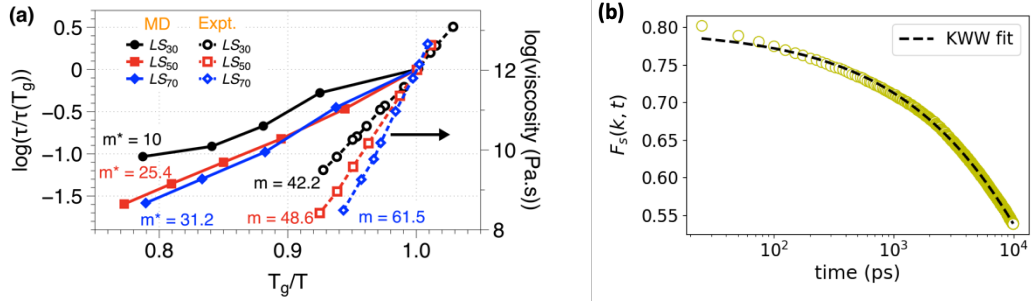 (a)
MD Expt.
LS30 LS30
LS50 LS50
LS70 LS70
0.5
0
−0.5
−1.0
−1.5
log(τ/τ(Tg))
m* = 10
m* = 25.4
m* = 31.2
m = 42.2
m = 48.6
m = 61.5
12
10
8
log(viscosity (Pa.s))
0.8 0.9 1.0
Tg/T
(b)
KWW fit
0.80
0.75
0.70
0.65
0.60
0.55
Fs(k, t)
10² 10³ 10⁴
time (ps)